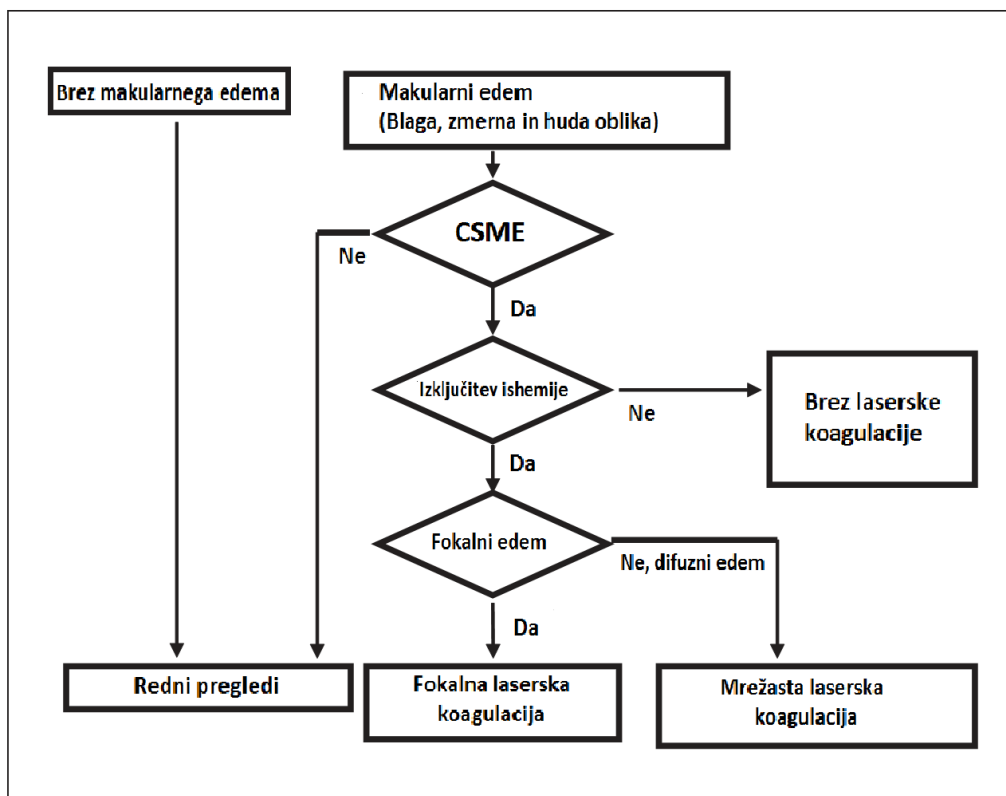 Brez makularnega edema
Makularni edem
(Blaga, zmerna in huda oblika)
CSME
Ne
Da
Izključitev ishemije
Ne
Brez laserske
koagulacije
Da
Fokalni edem
Ne, difuzni edem
Da
Redni pregledi
Fokalna laserska
koagulacija
Mrežasta laserska
koagulacija